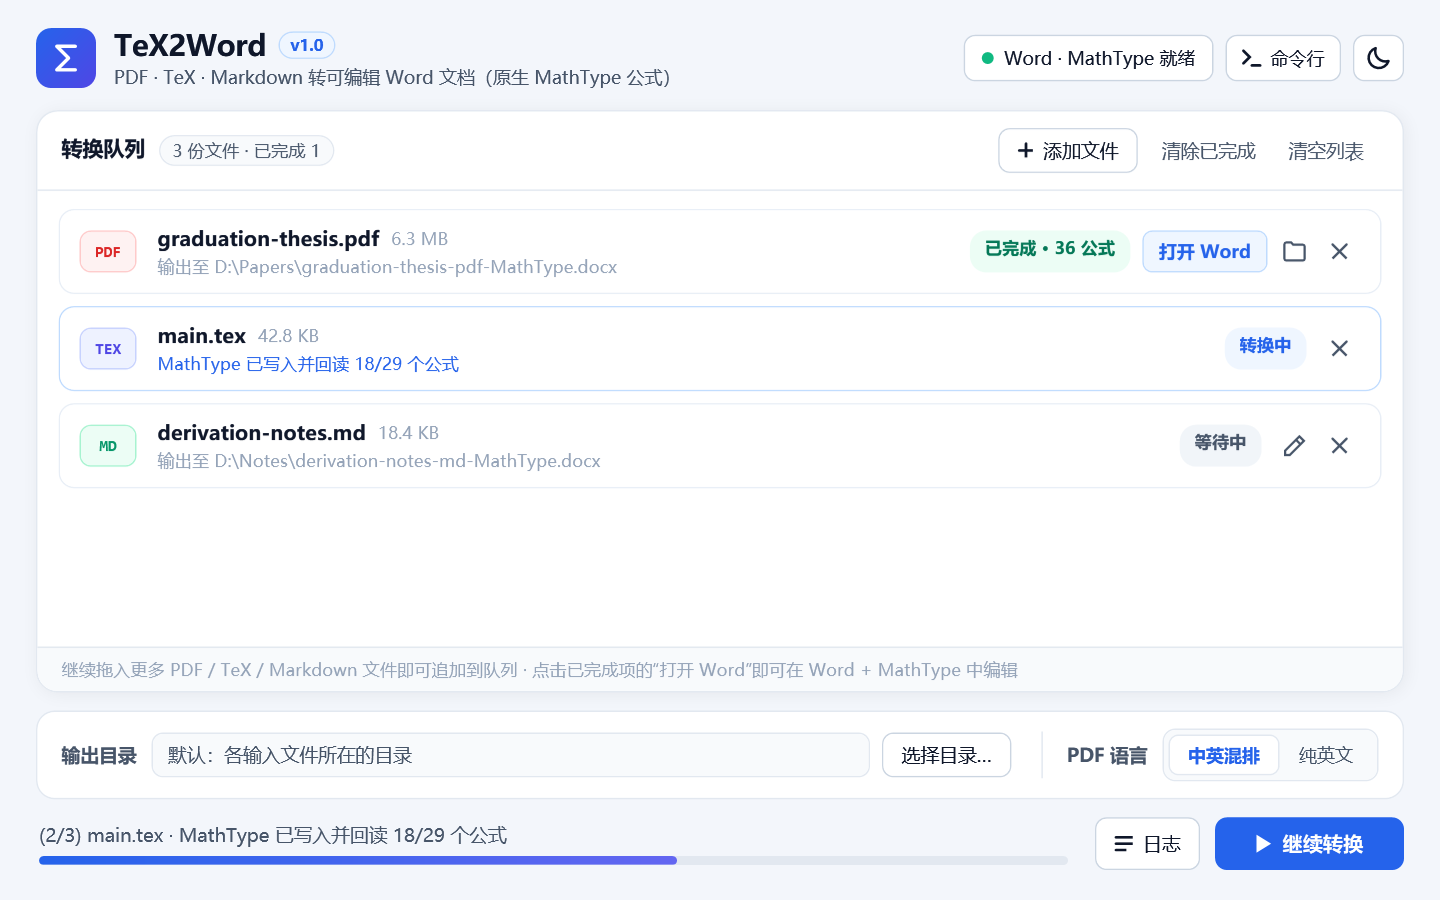 Σ
TeX2Word v1.0
PDF · TeX · Markdown 转可编辑 Word 文档（原生 MathType 公式）
Word · MathType 就绪
命令行
转换队列 3 份文件 · 已完成 1
+ 添加文件 清除已完成 清空列表
PDF graduation-thesis.pdf 6.3 MB
输出至 D:\Papers\graduation-thesis-pdf-MathType.docx
已完成 • 36 公式 打开 Word
TEX main.tex 42.8 KB
MathType 已写入并回读 18/29 个公式
转换中
MD derivation-notes.md 18.4 KB
输出至 D:\Notes\derivation-notes-md-MathType.docx
等待中
继续拖入更多 PDF / TeX / Markdown 文件即可追加到队列 · 点击已完成项的“打开 Word”即可在 Word + MathType 中编辑
输出目录 默认：各输入文件所在的目录 选择目录... PDF 语言 中英混排 纯英文
(2/3) main.tex · MathType 已写入并回读 18/29 个公式
日志 继续转换